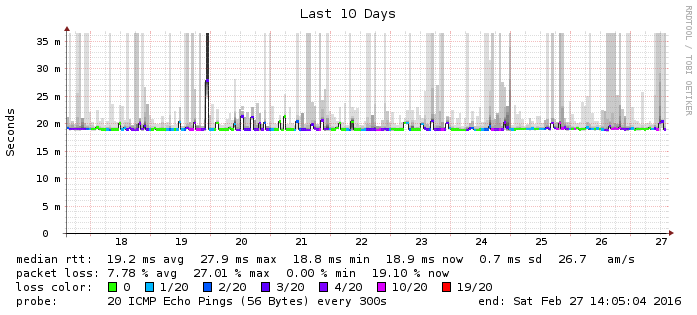 Last 10 Days
RRDTOOL / TOBI OETIKER
Seconds
35 m
30 m
25 m
20 m
15 m
10 m
5 m
0
18 19 20 21 22 23 24 25 26 27
median rtt: 19.2 ms avg 27.9 ms max 18.8 ms min 18.9 ms now 0.7 ms sd 26.7 am/s
packet loss: 7.78 % avg 27.01 % max 0.00 % min 19.10 % now
loss color: 0 1/20 2/20 3/20 4/20 10/20 19/20
probe: 20 ICMP Echo Pings (56 Bytes) every 300s end: Sat Feb 27 14:05:04 2016